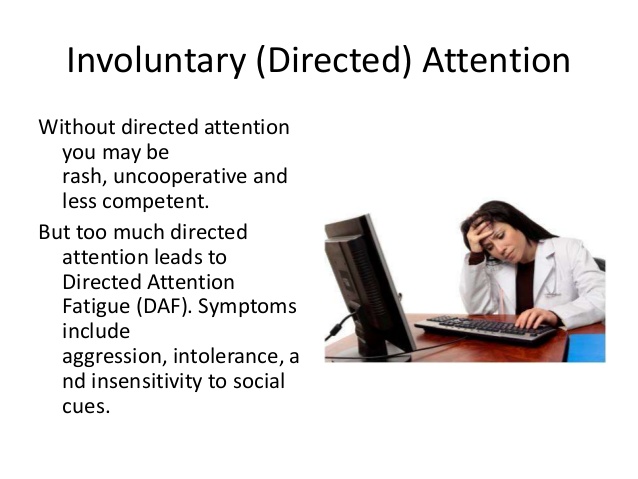 Involuntary (Directed) Attention
Without directed attention
you may be
rash, uncooperative and
less competent.
But too much directed
attention leads to
Directed Attention
Fatigue (DAF). Symptoms
include
aggression, intolerance, a
nd insensitivity to social
cues.